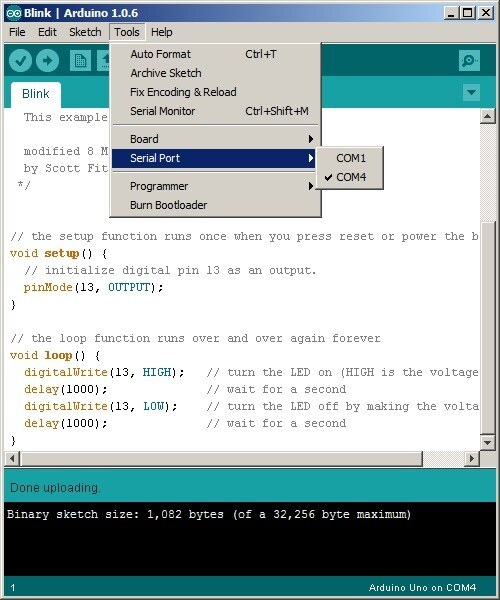 Blink | Arduino 1.0.6
File Edit Sketch Tools Help
Auto Format Ctrl+T
Archive Sketch
Fix Encoding & Reload
Serial Monitor Ctrl+Shift+M
Board
Serial Port
Programmer
Burn Bootloader
COM1
COM4
Blink
This example
modified 8 M
by Scott Fit
*/
// the setup function runs once when you press reset or power the b
void setup() {
// initialize digital pin 13 as an output.
pinMode(13, OUTPUT);
}
// the loop function runs over and over again forever
void loop() {
digitalWrite(13, HIGH); // turn the LED on (HIGH is the voltage
delay(1000); // wait for a second
digitalWrite(13, LOW); // turn the LED off by making the volta
delay(1000); // wait for a second
}
Done uploading.
Binary sketch size: 1,082 bytes (of a 32,256 byte maximum)
1 Arduino Uno on COM4